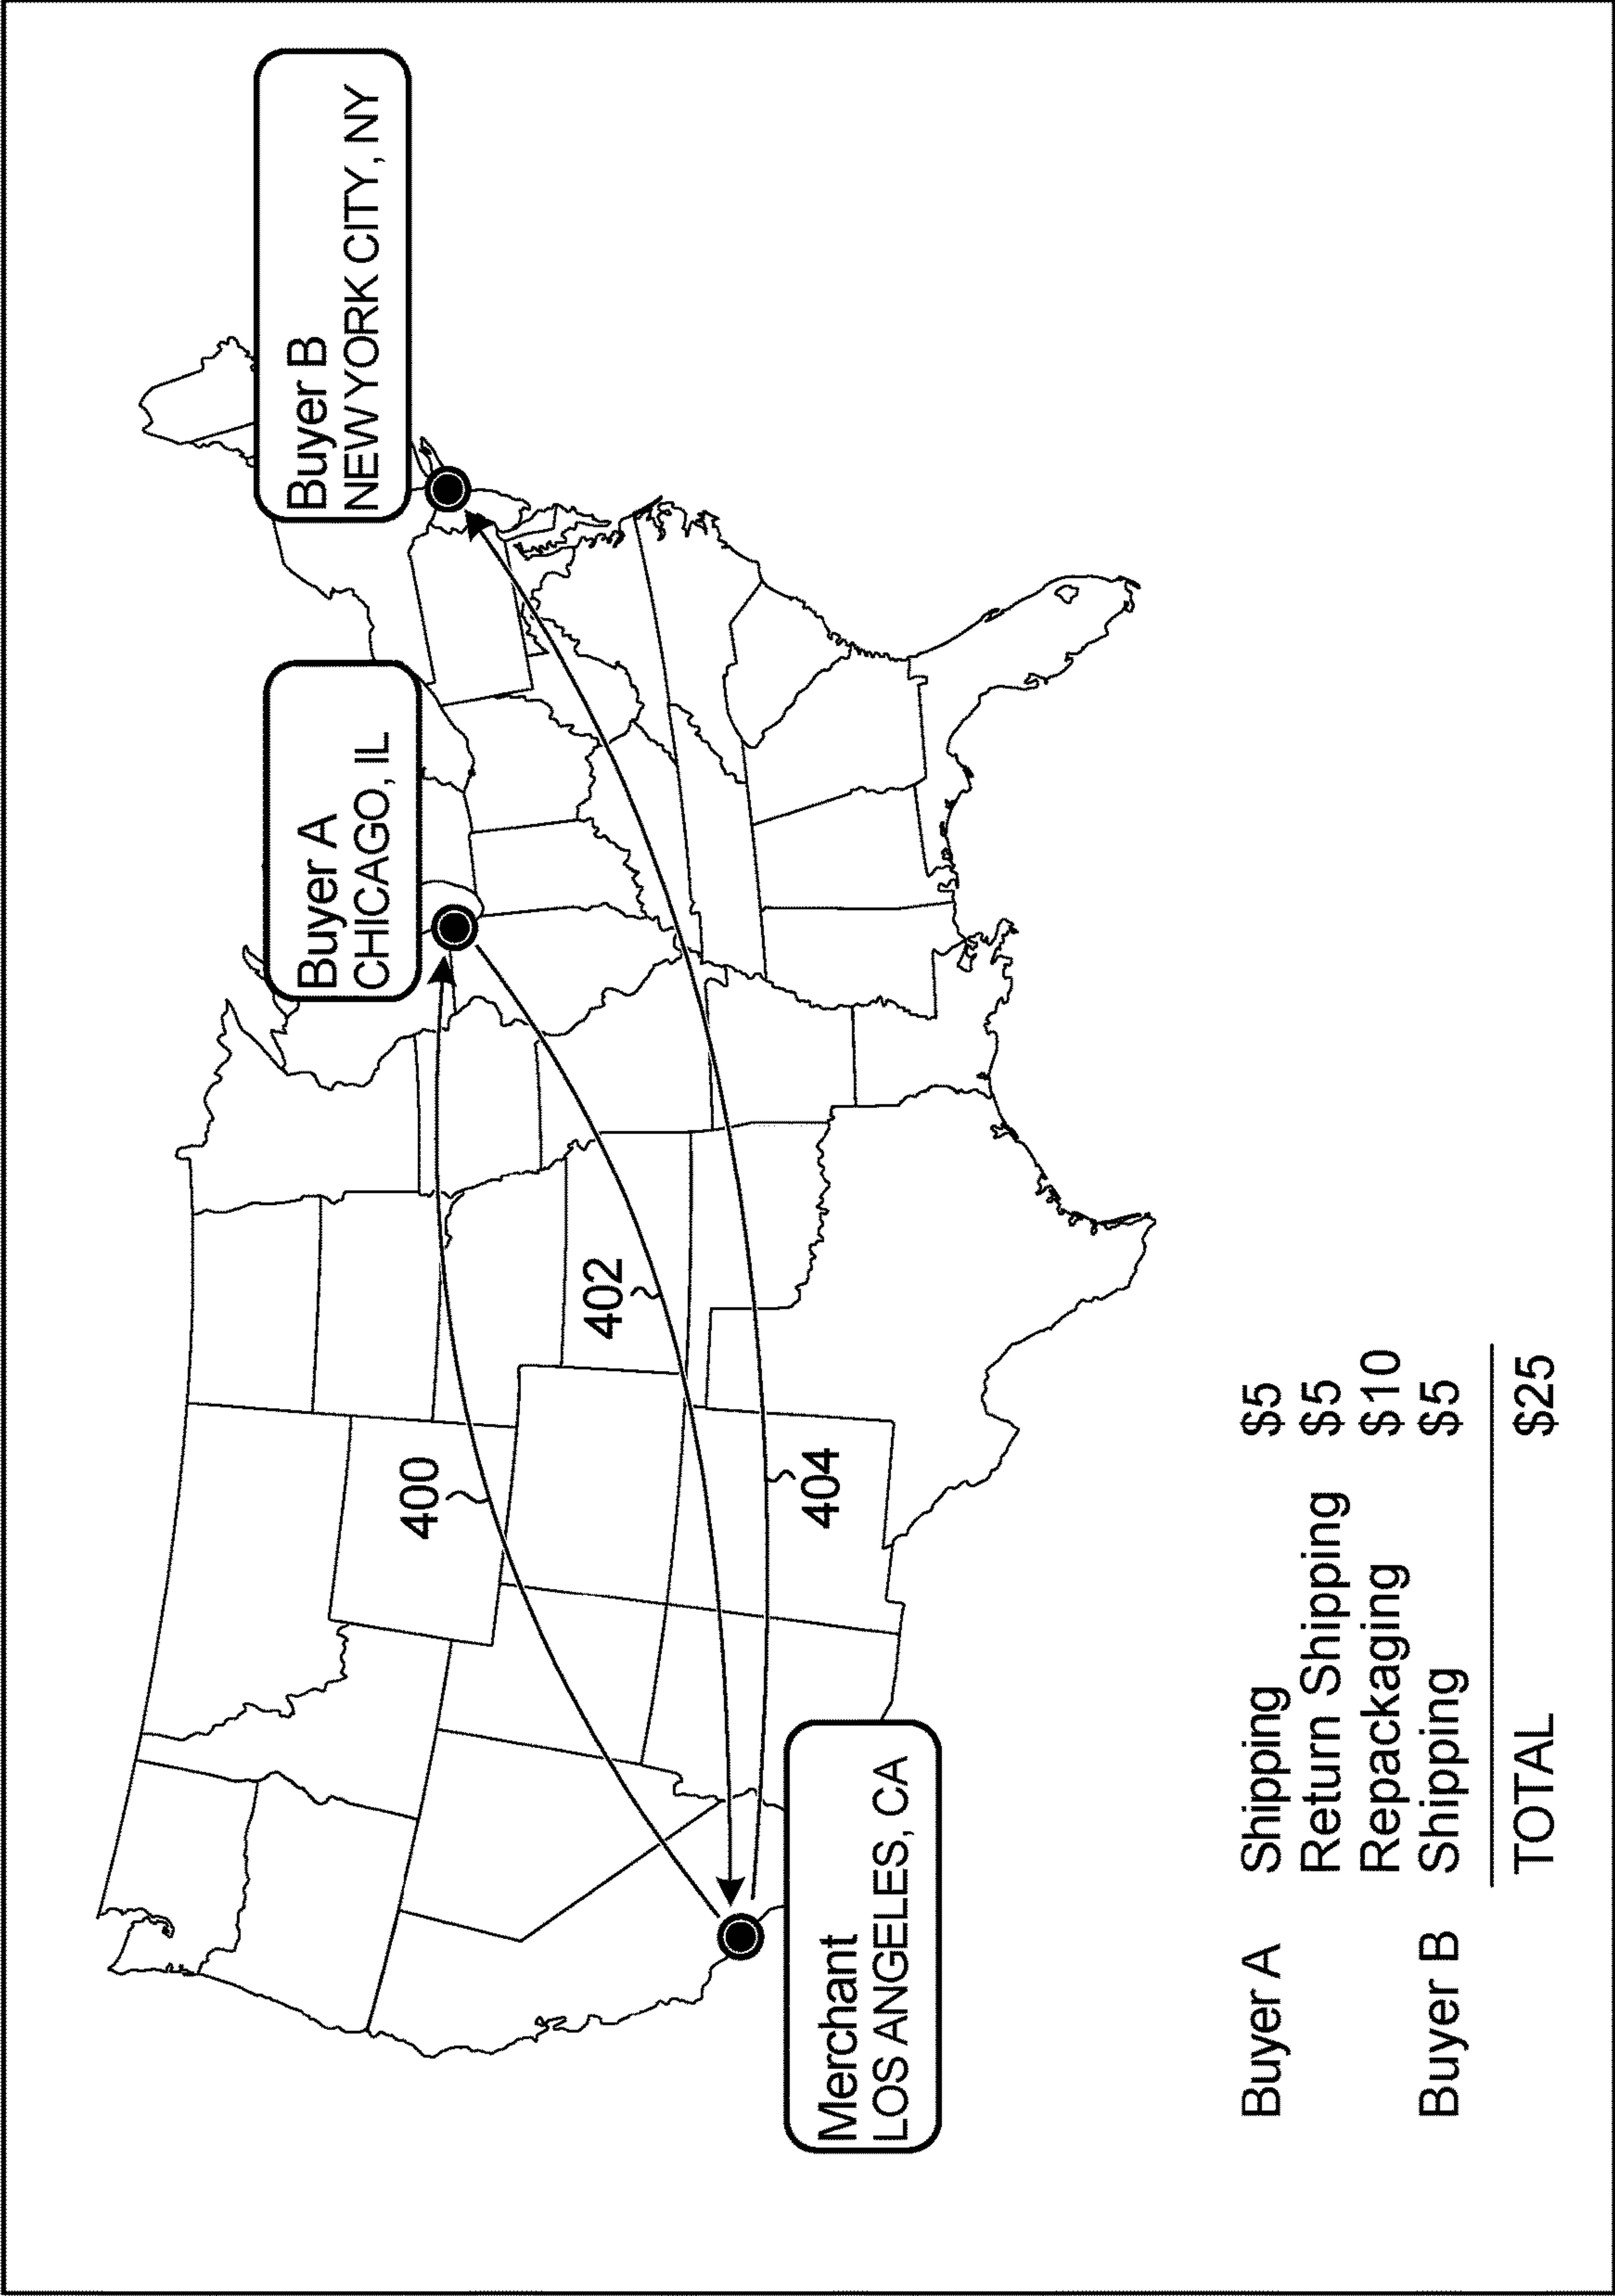 Buyer B
NEW YORK CITY, NY
Buyer A
CHICAGO, IL
400
402
404
Merchant
LOS ANGELES, CA
Buyer A Shipping $5
Return Shipping $5
Repackaging $10
Buyer B Shipping $5
TOTAL $25